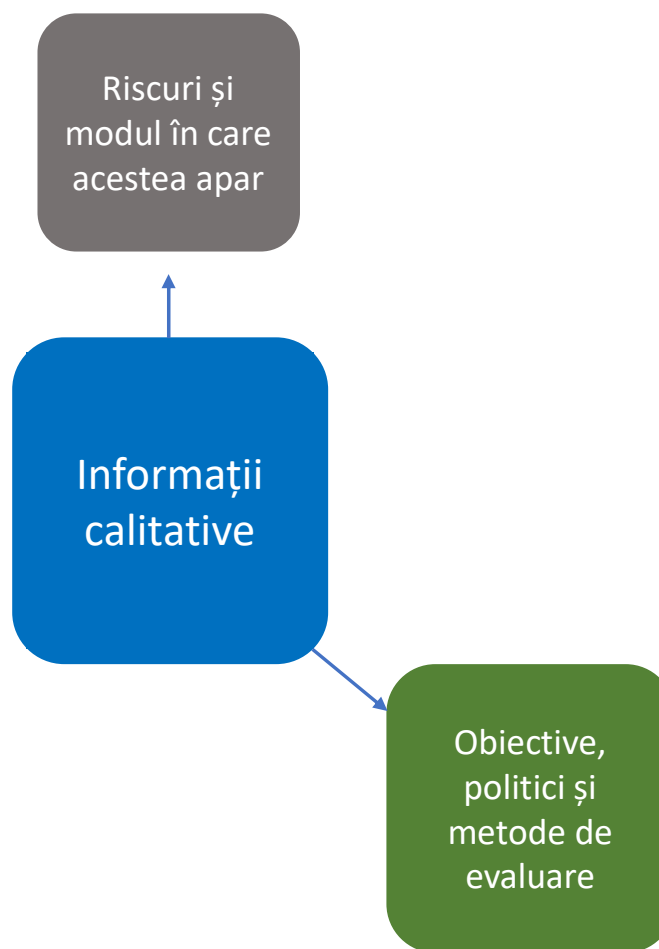 Riscuri și
modul în care
acestea apar
Informații
calitative
Obiective,
politici și
metode de
evaluare